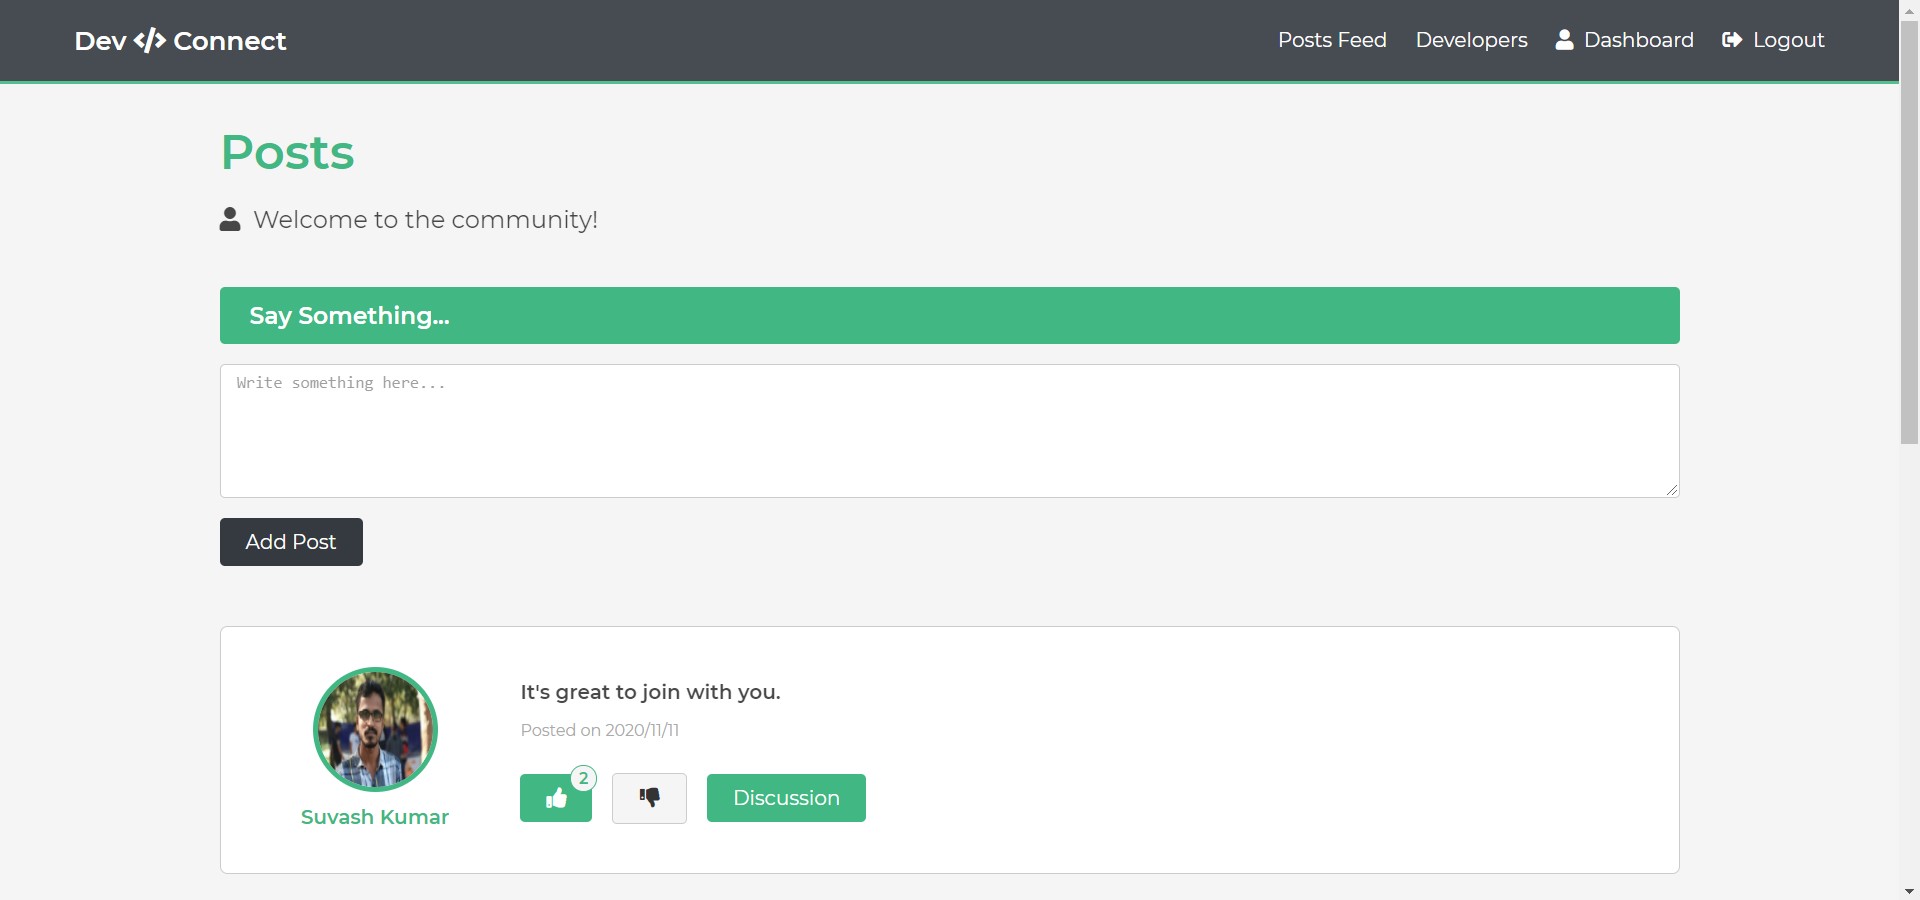 Dev </> Connect
Posts Feed Developers Dashboard Logout
Posts
Welcome to the community!
Say Something...
Write something here...
Add Post
It's great to join with you.
Posted on 2020/11/11
2
Discussion
Suvash Kumar